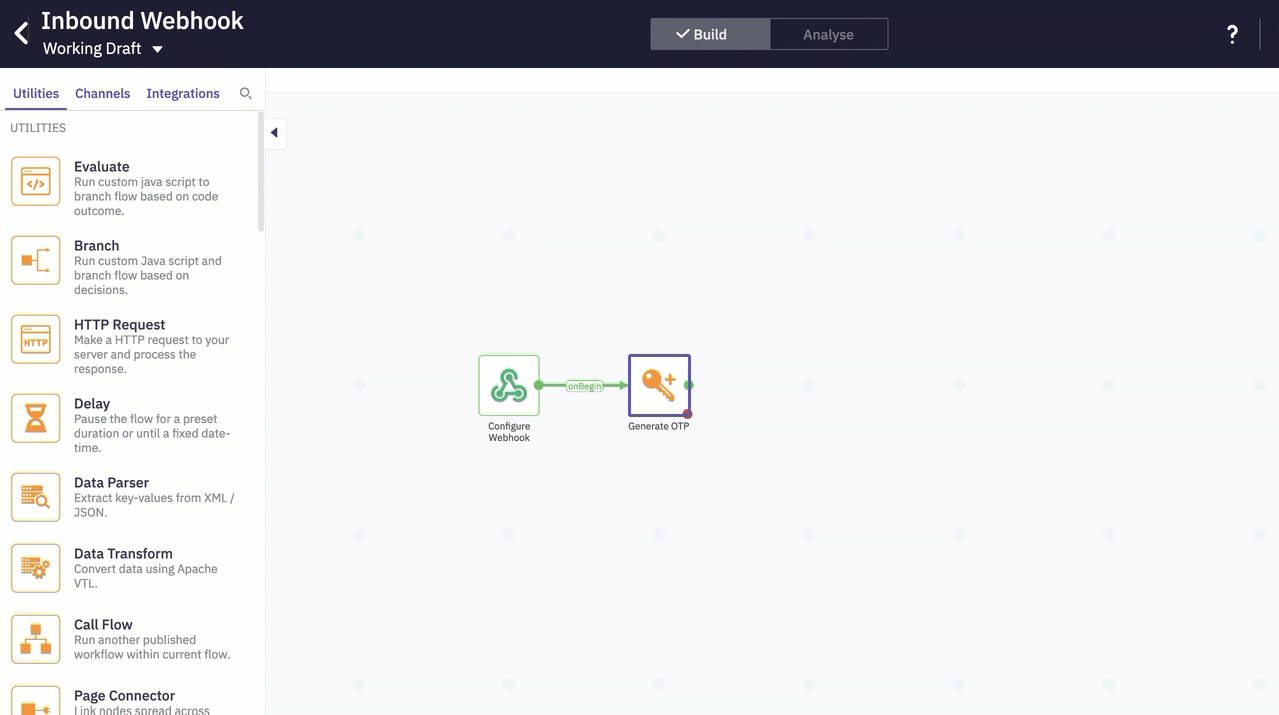 Inbound Webhook
Working Draft
Build
Analyse
?
Utilities
Channels
Integrations
UTILITIES
Evaluate
Run custom java script to
branch flow based on code
outcome.
Branch
Run custom Java script and
branch flow based on
decisions.
HTTP
HTTP Request
Make a HTTP request to your
server and process the
response.
Delay
Pause the flow for a preset
duration or until a fixed date-
time.
Data Parser
Extract key-values from XML /
JSON.
Data Transform
Convert data using Apache
VTL.
Call Flow
Run another published
workflow within current flow.
Page Connector
Link nodes spread across
onBegin
Configure
Webhook
Generate OTP